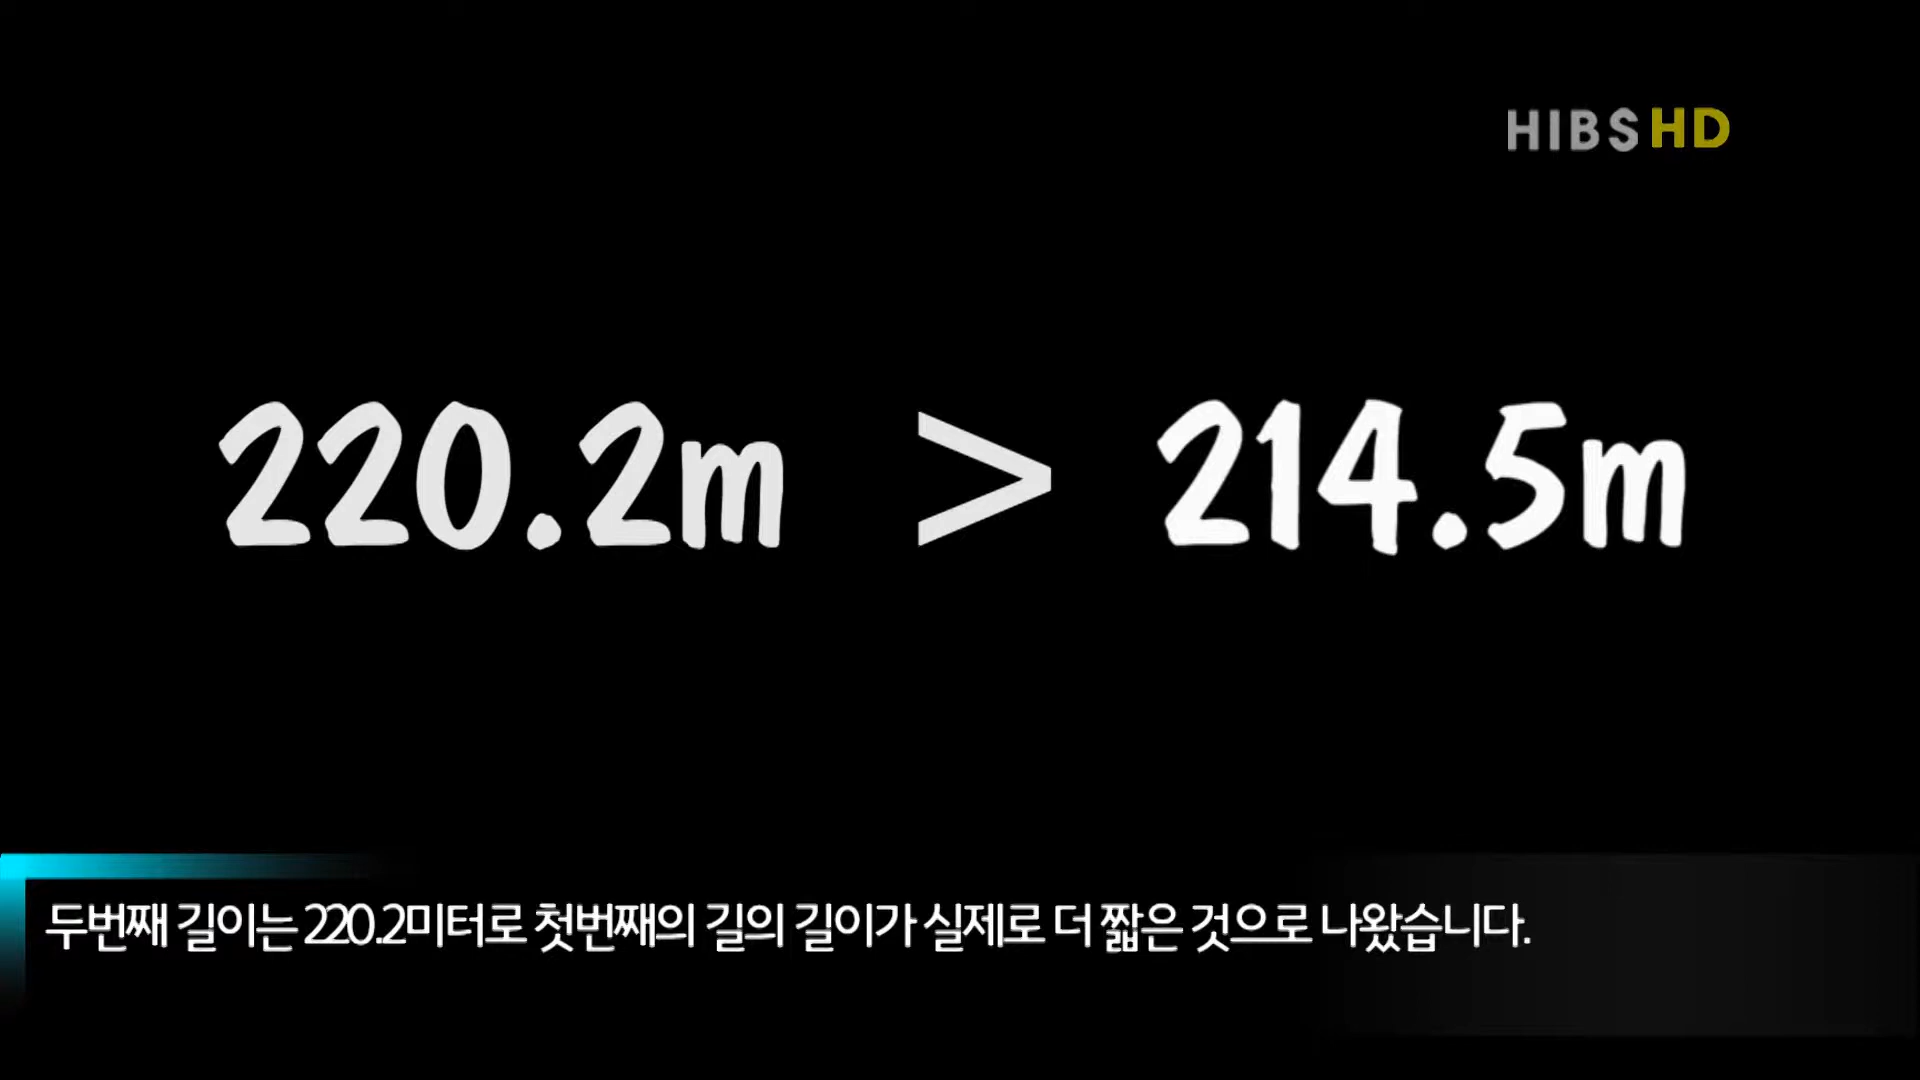 HIBS HD
220.2m > 214.5m
두번째 길이는 220.2미터로 첫번째의 길의 길이가 실제로 더 짧은 것으로 나왔습니다.